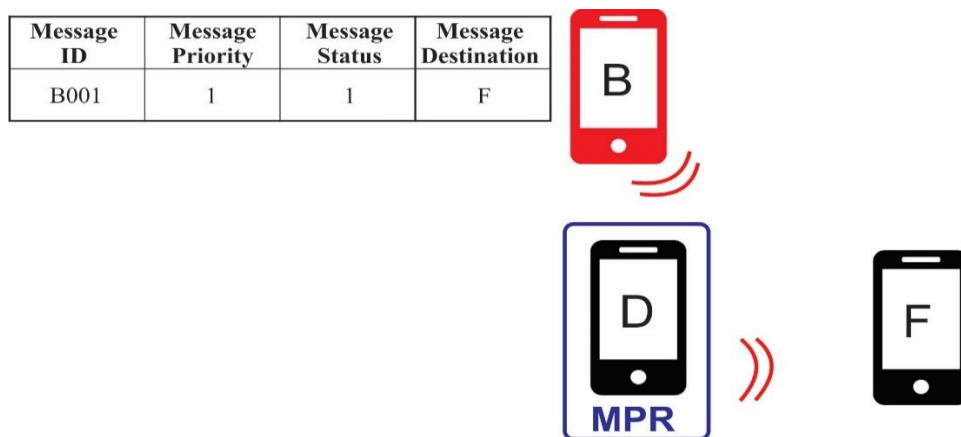 Message ID Message Priority Message Status Message Destination
B001 1 1 F
B
D
F
MPR